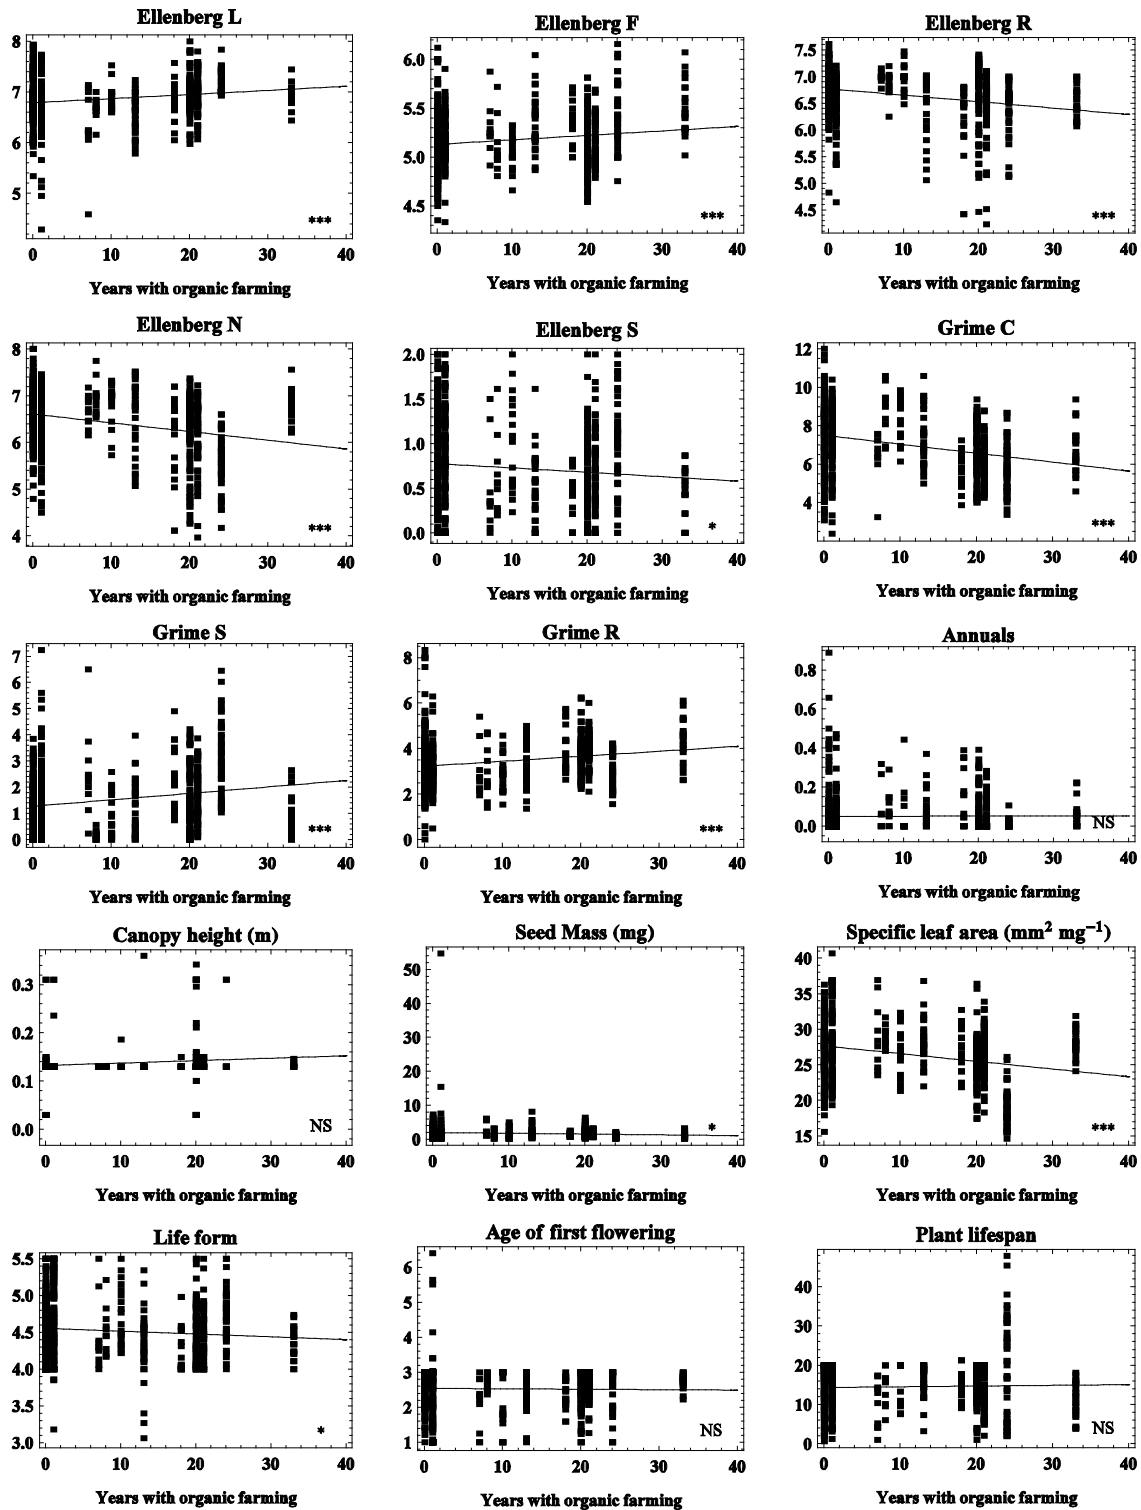 Ellenberg L
8
7
6
5
***
0 10 20 30 40
Years with organic farming
Ellenberg F
6.0
5.5
5.0
4.5
***
0 10 20 30 40
Years with organic farming
Ellenberg R
7.5
7.0
6.5
6.0
5.5
5.0
4.5
***
0 10 20 30 40
Years with organic farming
Ellenberg N
8
7
6
5
4
***
0 10 20 30 40
Years with organic farming
Ellenberg S
2.0
1.5
1.0
0.5
0.0
*
0 10 20 30 40
Years with organic farming
Grime C
12
10
8
6
4
***
0 10 20 30 40
Years with organic farming
Grime S
7
6
5
4
3
2
1
0
***
0 10 20 30 40
Years with organic farming
Grime R
8
6
4
2
0
***
0 10 20 30 40
Years with organic farming
Annuals
0.8
0.6
0.4
0.2
0.0
NS
0 10 20 30 40
Years with organic farming
Canopy height (m)
0.3
0.2
0.1
0.0
NS
0 10 20 30 40
Years with organic farming
Seed Mass (mg)
50
40
30
20
10
0
*
0 10 20 30 40
Years with organic farming
Specific leaf area (mm² mg⁻¹)
40
35
30
25
20
15
***
0 10 20 30 40
Years with organic farming
Life form
5.5
5.0
4.5
4.0
3.5
3.0
*
0 10 20 30 40
Years with organic farming
Age of first flowering
6
5
4
3
2
1
NS
0 10 20 30 40
Years with organic farming
Plant lifespan
40
30
20
10
0
NS
0 10 20 30 40
Years with organic farming